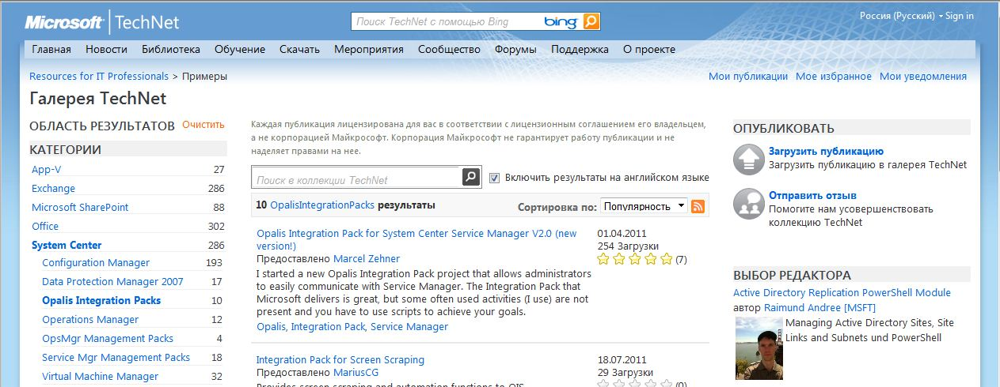 Microsoft | TechNet
Поиск TechNet с помощью Bing
bing
Россия (Русский) Sign in
Главная Новости Библиотека Обучение Скачать Мероприятия Сообщество Форумы Поддержка О проекте
Resources for IT Professionals > Примеры
Мои публикации Мое избранное Мои уведомления
Галерея TechNet
ОБЛАСТЬ РЕЗУЛЬТАТОВ Очистить
КАТЕГОРИИ
App-V 27
Exchange 286
Microsoft SharePoint 88
Office 302
System Center 286
Configuration Manager 193
Data Protection Manager 2007 17
Opalis Integration Packs 10
Operations Manager 12
OpsMgr Management Packs 4
Service Mgr Management Packs 18
Virtual Machine Manager 32
Каждая публикация лицензирована для вас в соответствии с лицензионным соглашением его владельцем,
а не корпорацией Майкрософт. Корпорация Майкрософт не гарантирует работу публикации и не
наделяет правами на нее.
Поиск в коллекции TechNet
Включить результаты на английском языке
10 OpalisIntegrationPacks результаты
Сортировка по: Популярность
Opalis Integration Pack for System Center Service Manager V2.0 (new
version!)
Предоставлено Marcel Zehner
01.04.2011
254 Загрузки
(7)
I started a new Opalis Integration Pack project that allows administrators
to easily communicate with Service Manager. The Integration Pack that
Microsoft delivers is great, but some often used activities (I use) are not
present and you have to use scripts to achieve your goals.
Opalis, Integration Pack, Service Manager
Integration Pack for Screen Scraping
Предоставлено MariusCG
18.07.2011
29 Загрузки
(0)
Provides screen scraping and automation functions to OIS
ОПУБЛИКОВАТЬ
Загрузить публикацию
Загрузить публикацию в галерея TechNet
Отправить отзыв
Помогите нам усовершенствовать
коллекцию TechNet
ВЫБОР РЕДАКТОРА
Active Directory Replication PowerShell Module
автор Raimund Andree [MSFT]
Managing Active Directory Sites, Site
Links and Subnets und PowerShell